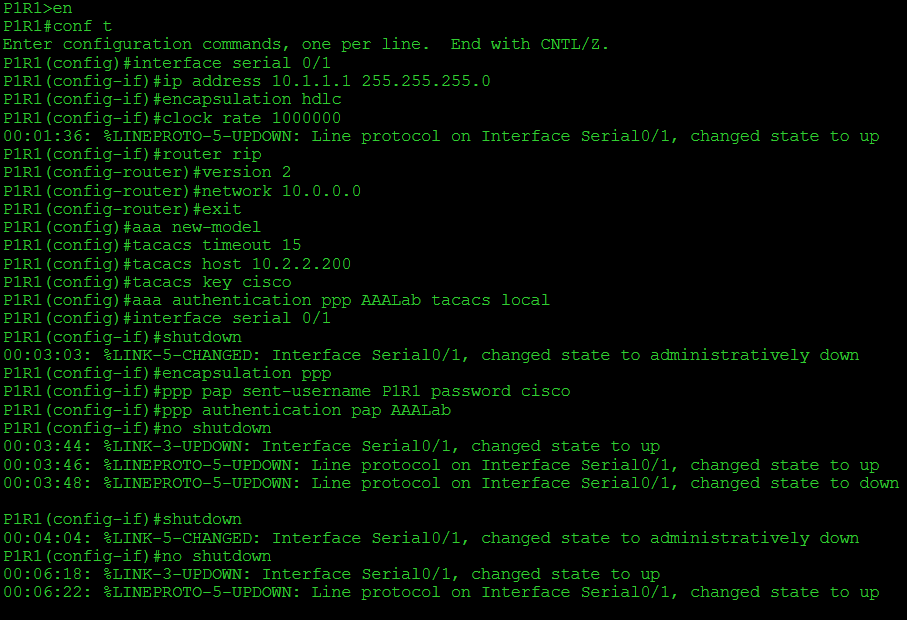 P1R1>en
P1R1#conf t
Enter configuration commands, one per line.  End with CNTL/Z.
P1R1(config)#interface serial 0/1
P1R1(config-if)#ip address 10.1.1.1 255.255.255.0
P1R1(config-if)#encapsulation hdlc
P1R1(config-if)#clock rate 1000000
00:01:36: %LINEPROTO-5-UPDOWN: Line protocol on Interface Serial0/1, changed state to up
P1R1(config-if)#router rip
P1R1(config-router)#version 2
P1R1(config-router)#network 10.0.0.0
P1R1(config-router)#exit
P1R1(config)#aaa new-model
P1R1(config)#tacacs timeout 15
P1R1(config)#tacacs host 10.2.2.200
P1R1(config)#tacacs key cisco
P1R1(config)#aaa authentication ppp AAALab tacacs local
P1R1(config)#interface serial 0/1
P1R1(config-if)#shutdown
00:03:03: %LINK-5-CHANGED: Interface Serial0/1, changed state to administratively down
P1R1(config-if)#encapsulation ppp
P1R1(config-if)#ppp pap sent-username P1R1 password cisco
P1R1(config-if)#ppp authentication pap AAALab
P1R1(config-if)#no shutdown
00:03:44: %LINK-3-UPDOWN: Interface Serial0/1, changed state to up
00:03:46: %LINEPROTO-5-UPDOWN: Line protocol on Interface Serial0/1, changed state to up
00:03:48: %LINEPROTO-5-UPDOWN: Line protocol on Interface Serial0/1, changed state to down
P1R1(config-if)#shutdown
00:04:04: %LINK-5-CHANGED: Interface Serial0/1, changed state to administratively down
P1R1(config-if)#no shutdown
00:06:18: %LINK-3-UPDOWN: Interface Serial0/1, changed state to up
00:06:22: %LINEPROTO-5-UPDOWN: Line protocol on Interface Serial0/1, changed state to up